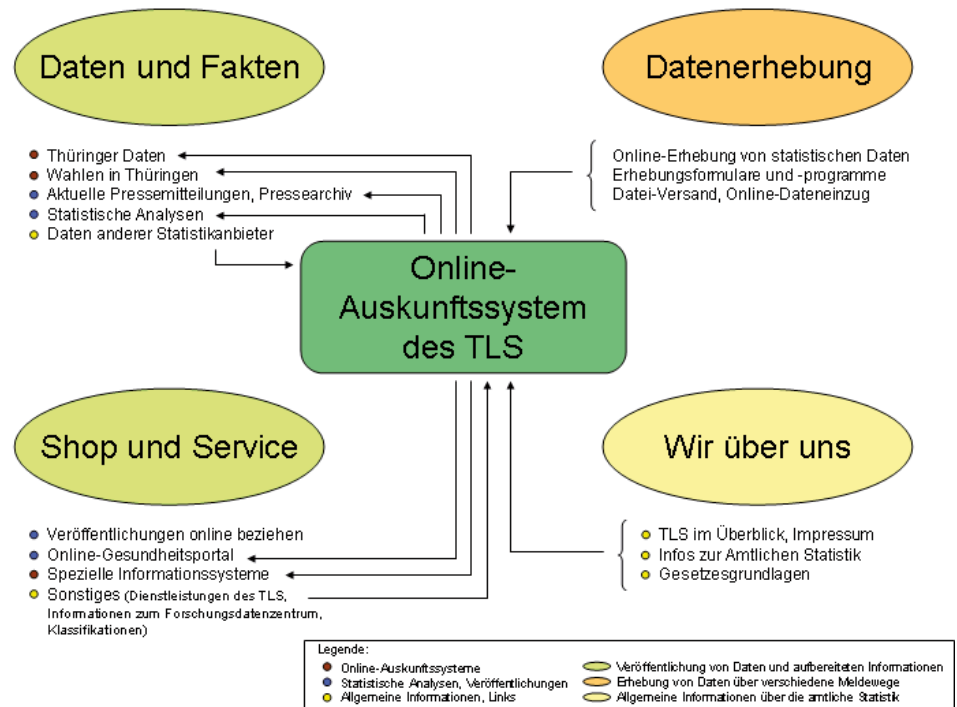 Daten und Fakten
Datenerhebung
Thüringer Daten
Wahlen in Thüringen
Aktuelle Pressemitteilungen, Pressearchiv
Statistische Analysen
Daten anderer Statistikanbieter
Online-Erhebung von statistischen Daten
Erhebungsformulare und -programme
Datei-Versand, Online-Dateneinzug
Online-
Auskunftssystem
des TLS
Shop und Service
Wir über uns
Veröffentlichungen online beziehen
Online-Gesundheitsportal
Spezielle Informationssysteme
Sonstiges (Dienstleistungen des TLS,
Informationen zum Forschungsdatenzentrum,
Klassifikationen)
TLS im Überblick, Impressum
Infos zur Amtlichen Statistik
Gesetzesgrundlagen
Legende:
Online-Auskunftssysteme
Statistische Analysen, Veröffentlichungen
Allgemeine Informationen, Links
Veröffentlichung von Daten und aufbereiteten Informationen
Erhebung von Daten über verschiedene Meldewege
Allgemeine Informationen über die amtliche Statistik